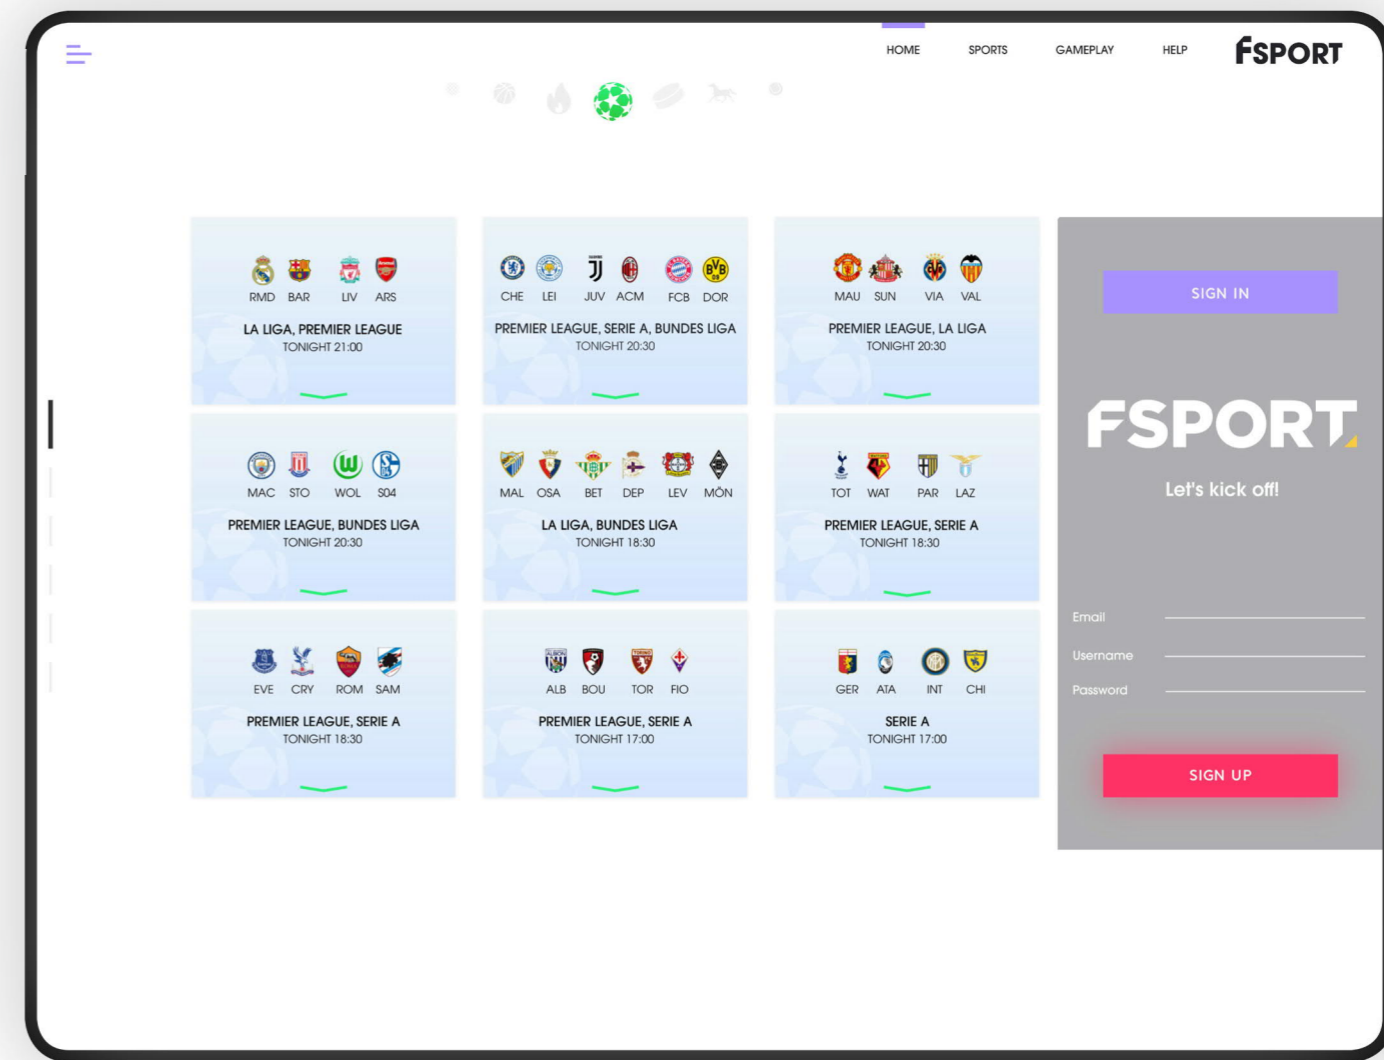 HOME SPORTS GAMEPLAY HELP FSPORT
RMD BAR LIV ARS
LA LIGA, PREMIER LEAGUE
TONIGHT 21:00
CHE LEI JUV ACM FCB DOR
PREMIER LEAGUE, SERIE A, BUNDES LIGA
TONIGHT 20:30
MAU SUN VIA VAL
PREMIER LEAGUE, LA LIGA
TONIGHT 20:30
MAC STO WOL S04
PREMIER LEAGUE, BUNDES LIGA
TONIGHT 20:30
MAL OSA BET DEP LEV MÖN
LA LIGA, BUNDES LIGA
TONIGHT 18:30
TOT WAT PAR LAZ
PREMIER LEAGUE, SERIE A
TONIGHT 18:30
EVE CRY ROM SAM
PREMIER LEAGUE, SERIE A
TONIGHT 18:30
ALB BOU TOR FIO
PREMIER LEAGUE, SERIE A
TONIGHT 17:00
GER ATA INT CHI
SERIE A
TONIGHT 17:00
SIGN IN
FSPORT
Let's kick off!
Email
Username
Password
SIGN UP